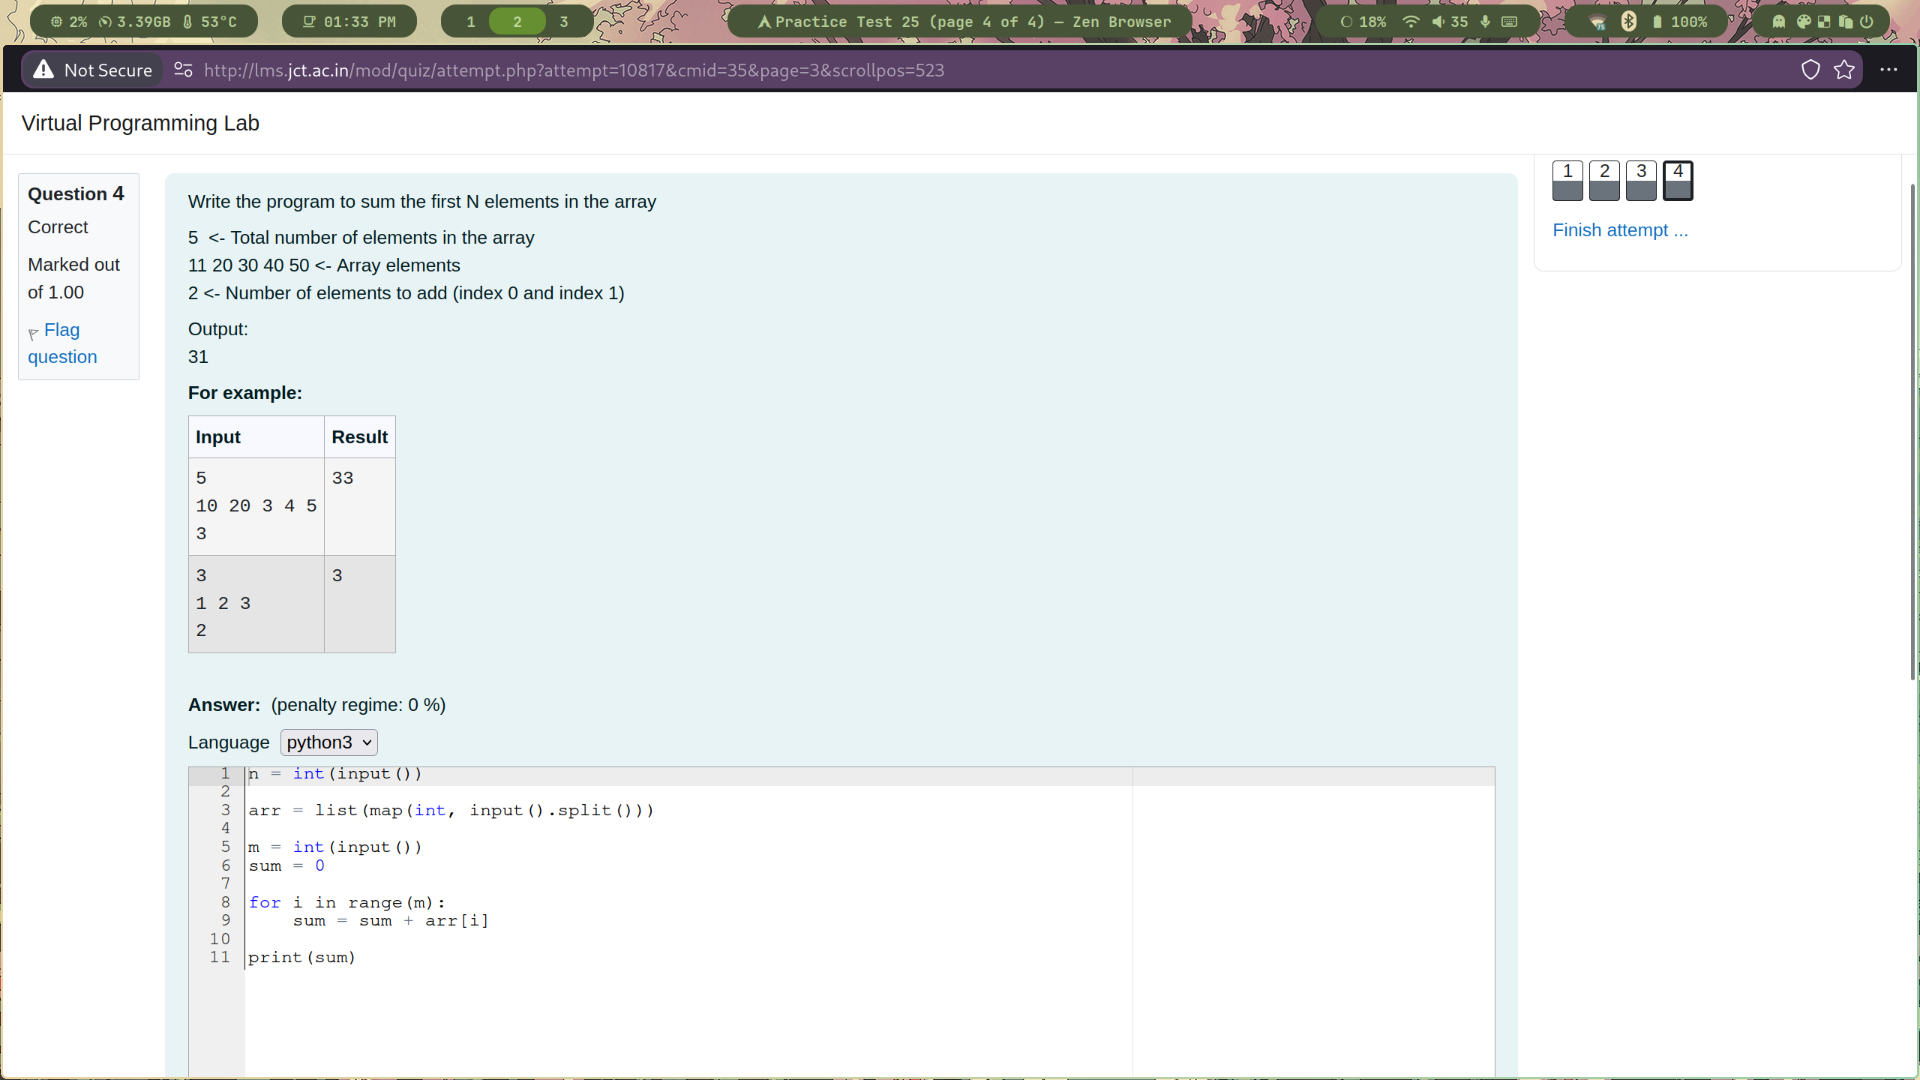 2% 3.39GB 53°C
01:33 PM
1 2 3
Practice Test 25 (page 4 of 4) — Zen Browser
18% 35
100%
Not Secure
http://lms.jct.ac.in/mod/quiz/attempt.php?attempt=10817&cmid=35&page=3&scrollpos=523
Virtual Programming Lab
Question 4
Correct
Marked out
of 1.00
Flag
question
Write the program to sum the first N elements in the array
5 <- Total number of elements in the array
11 20 30 40 50 <- Array elements
2 <- Number of elements to add (index 0 and index 1)
Output:
31
For example:
Input Result
5 33
10 20 3 4 5
3
3 3
1 2 3
2
Answer: (penalty regime: 0 %)
Language python3
1 n = int(input())
2
3 arr = list(map(int, input().split()))
4
5 m = int(input())
6 sum = 0
7
8 for i in range(m):
9     sum = sum + arr[i]
10
11 print(sum)
1 2 3 4
Finish attempt ...